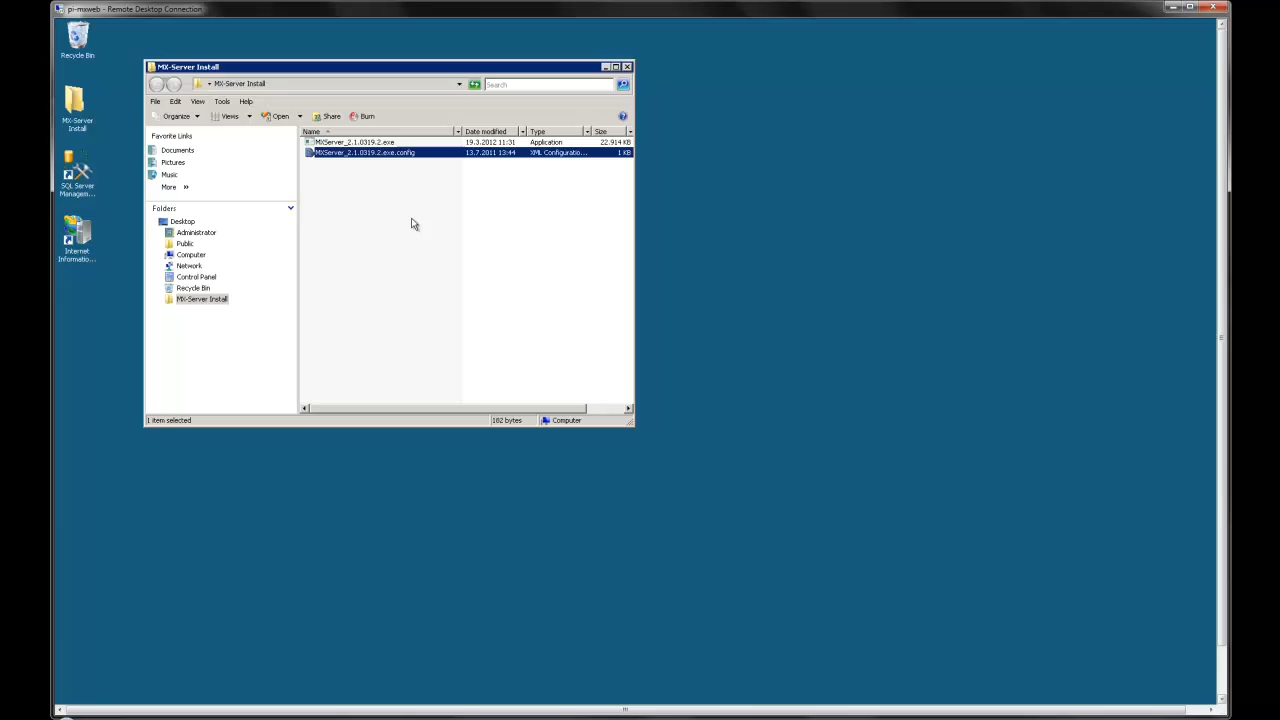 pi-mxweb - Remote Desktop Connection
Recycle Bin
MX-Server
Install
SQL Server
Managem...
Internet
Informatio...
MX-Server Install
MX-Server Install
Search
File Edit View Tools Help
Organize Views Open Share Burn
Favorite Links
Documents
Pictures
Music
More »
Folders
Desktop
Administrator
Public
Computer
Network
Control Panel
Recycle Bin
MX-Server Install
Name Date modified Type Size
MXServer_2.1.0319.2.exe 19.3.2012 11:31 Application 22.914 KB
MXServer_2.1.0319.2.exe.config 13.7.2011 13:44 XML Configuratio... 1 KB
1 item selected 182 bytes Computer